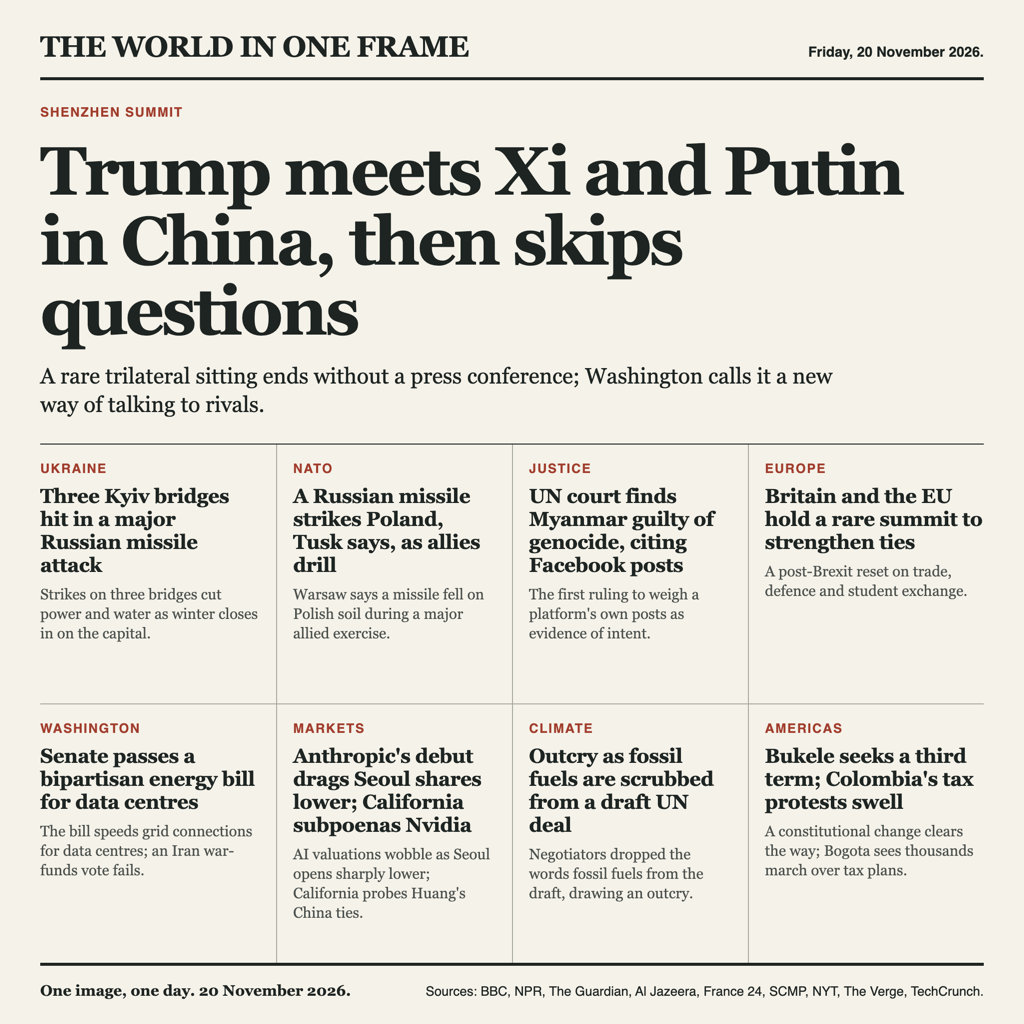 THE WORLD IN ONE FRAME
Friday, 20 November 2026.
SHENZHEN SUMMIT
Trump meets Xi and Putin
in China, then skips
questions
A rare trilateral sitting ends without a press conference; Washington calls it a new
way of talking to rivals.
UKRAINE
Three Kyiv bridges
hit in a major
Russian missile
attack
Strikes on three bridges cut
power and water as winter closes
in on the capital.
NATO
A Russian missile
strikes Poland,
Tusk says, as allies
drill
Warsaw says a missile fell on
Polish soil during a major
allied exercise.
JUSTICE
UN court finds
Myanmar guilty of
genocide, citing
Facebook posts
The first ruling to weigh a
platform's own posts as
evidence of intent.
EUROPE
Britain and the EU
hold a rare summit to
strengthen ties
A post-Brexit reset on trade,
defence and student exchange.
WASHINGTON
Senate passes a
bipartisan energy bill
for data centres
The bill speeds grid connections
for data centres; an Iran war-
funds vote fails.
MARKETS
Anthropic's debut
drags Seoul shares
lower; California
subpoenas Nvidia
AI valuations wobble as Seoul
opens sharply lower;
California probes Huang's
China ties.
CLIMATE
Outcry as fossil
fuels are scrubbed
from a draft UN
deal
Negotiators dropped the
words fossil fuels from the
draft, drawing an outcry.
AMERICAS
Bukele seeks a third
term; Colombia's tax
protests swell
A constitutional change clears
the way; Bogota sees thousands
march over tax plans.
One image, one day. 20 November 2026.
Sources: BBC, NPR, The Guardian, Al Jazeera, France 24, SCMP, NYT, The Verge, TechCrunch.